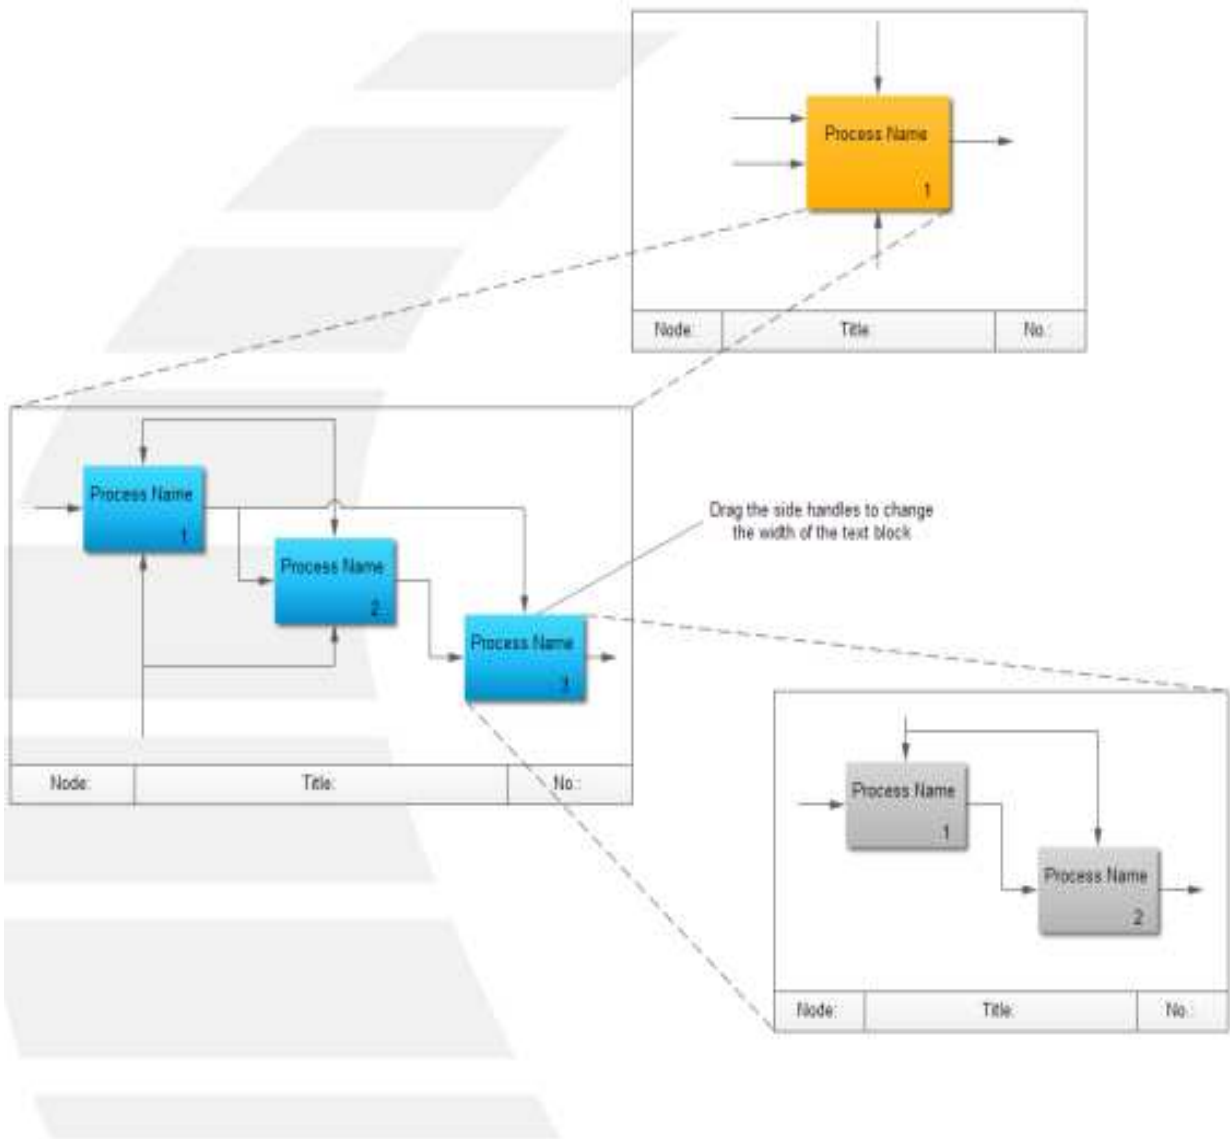 Process Name
1
Node:
Title:
No.:
Process Name
1
Process Name
2
Process Name
3
Drag the side handles to change
the width of the text block
Node:
Title:
No.:
Process Name
1
Process Name
2
Node:
Title:
No.: